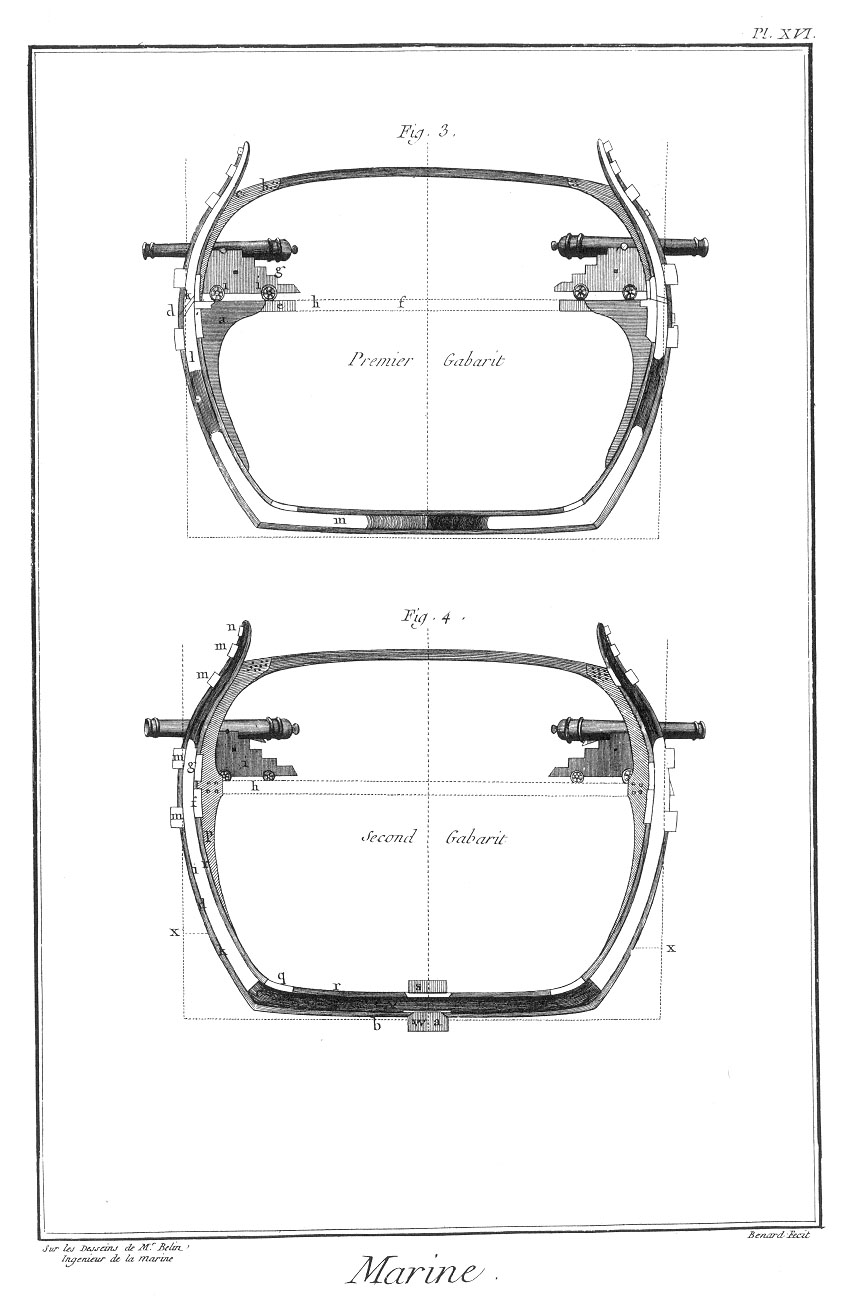 Pl. XVI.
Fig. 3.
c b
g
i i
d x a e h f
Premier Gabarit
l
m
Fig. 4.
n
m
m
m g i
h
f
m
Second Gabarit
p
x k x
q r s
b w a
Sur les Desseins de Mr. Belin,
Ingenieur de la marine
Benard Fecit
Marine.